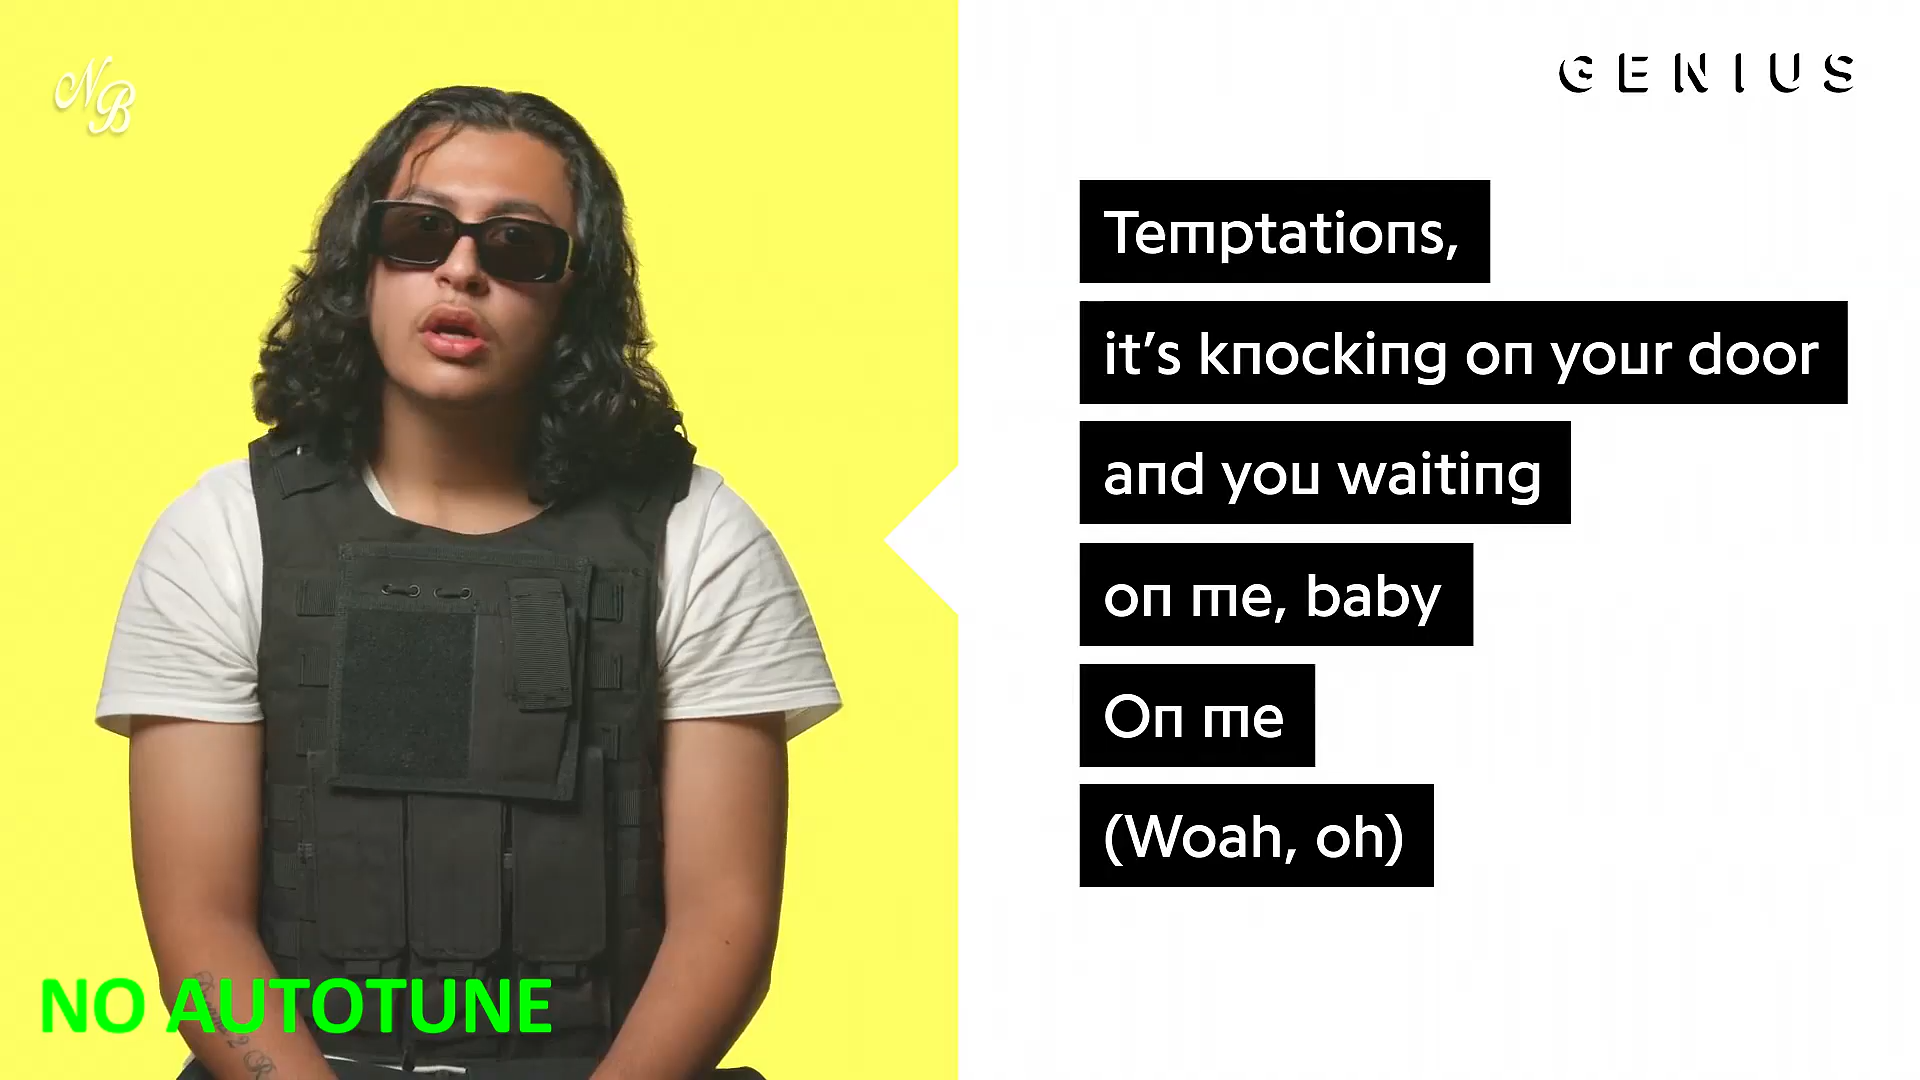 NB
GENIUS
Temptations,
it’s knocking on your door
and you waiting
on me, baby
On me
(Woah, oh)
NO AUTOTUNE